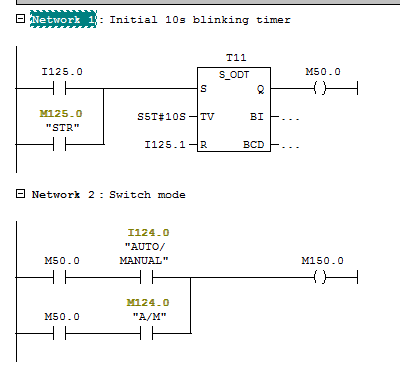 Network 1: Initial 10s blinking timer
T11
I125.0 S_ODT M50.0
S Q
M125.0
"STR" S5T#10S TV BI ...
I125.1 R BCD ...
Network 2: Switch mode
I124.0
"AUTO/
M50.0 MANUAL" M150.0
M124.0
M50.0 "A/M"